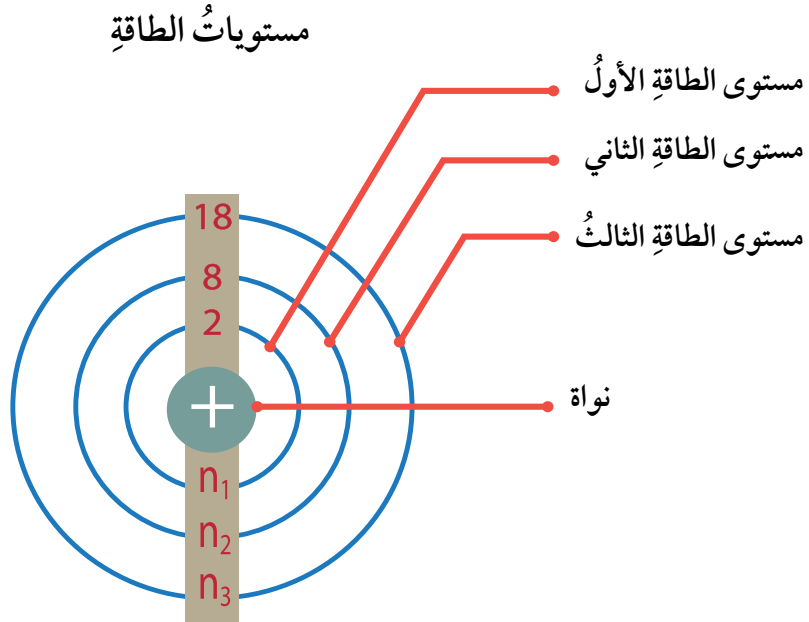 مستوياتُ الطاقةِ
مستوى الطاقةِ الأولُ
مستوى الطاقةِ الثاني
مستوى الطاقةِ الثالثُ
18
8
2
+
نواة
n₁
n₂
n₃